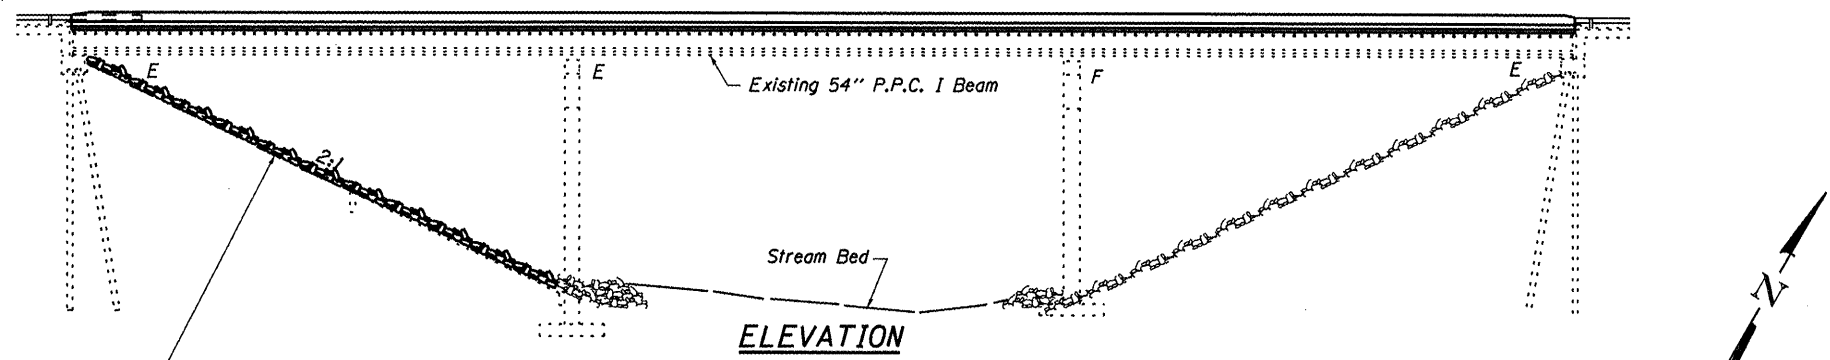 E
E
F
E
Existing 54" P.P.C. I Beam
2:1
Stream Bed
N
ELEVATION